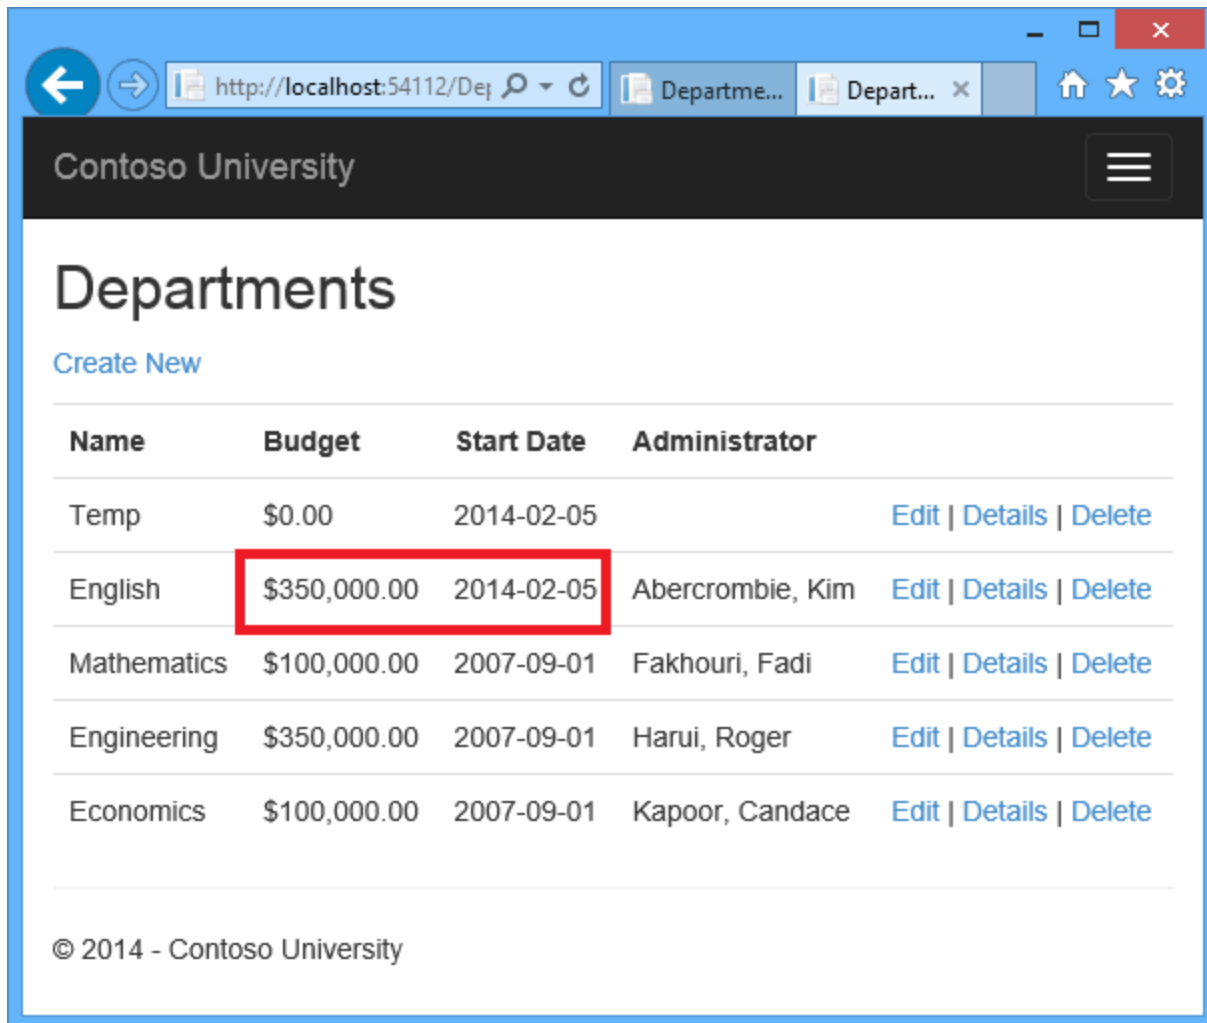 http://localhost:54112/Dep
Departme...
Depart...
Contoso University
Departments
Create New
Name Budget Start Date Administrator
Temp $0.00 2014-02-05 Edit | Details | Delete
English $350,000.00 2014-02-05 Abercrombie, Kim Edit | Details | Delete
Mathematics $100,000.00 2007-09-01 Fakhouri, Fadi Edit | Details | Delete
Engineering $350,000.00 2007-09-01 Harui, Roger Edit | Details | Delete
Economics $100,000.00 2007-09-01 Kapoor, Candace Edit | Details | Delete
© 2014 - Contoso University